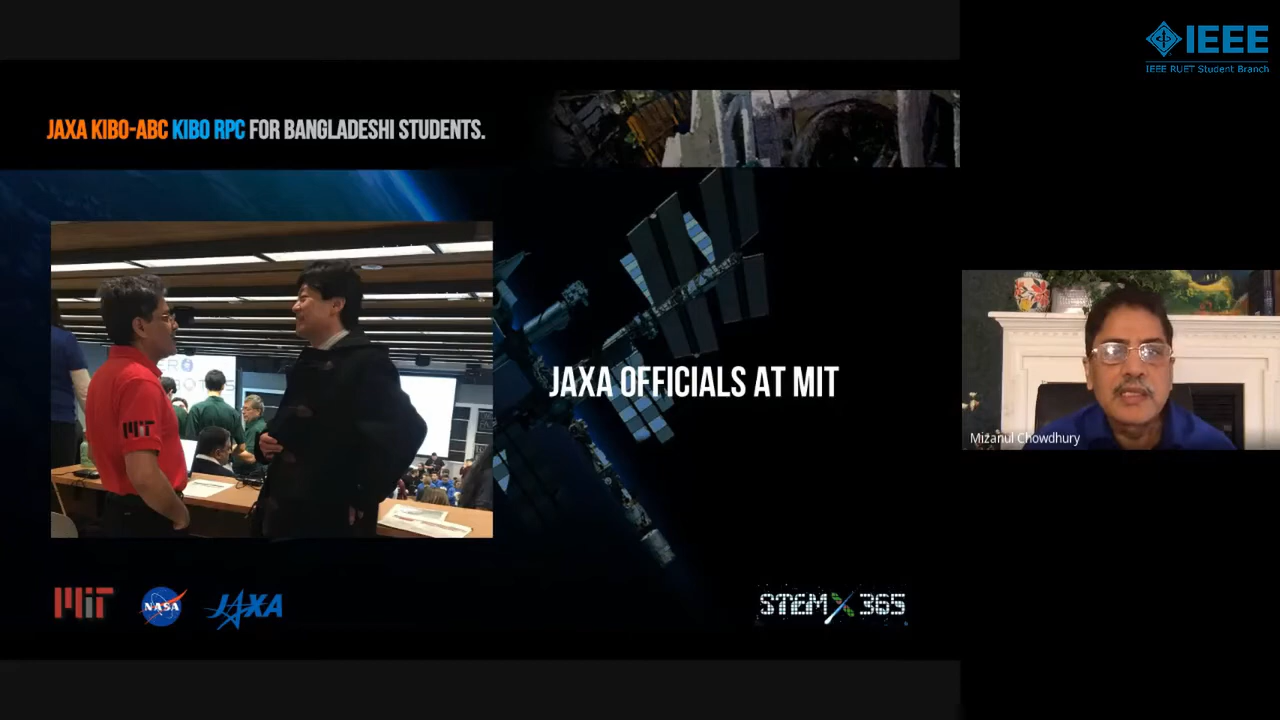 IEEE
IEEE RUET Student Branch
JAXA KIBO-ABC KIBO RPC FOR BANGLADESHI STUDENTS.
MIT
JAXA OFFICIALS AT MIT
Mizanul Chowdhury
MIT
NASA
JAXA
STEMX 365